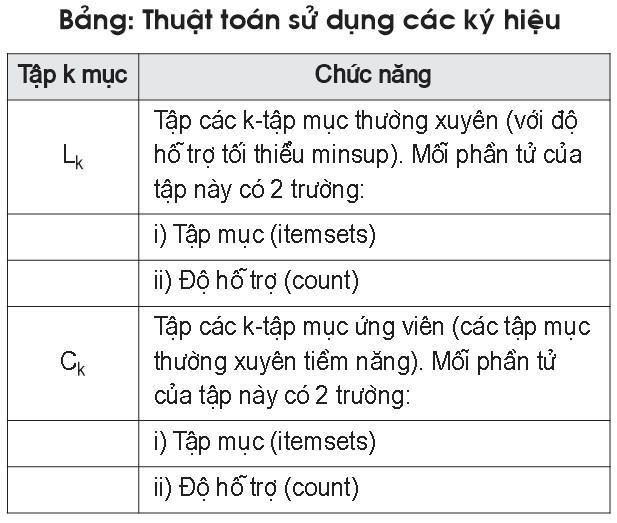 Bảng: Thuật toán sử dụng các ký hiệu
Tập k mục
Chức năng
L_k
Tập các k-tập mục thường xuyên (với độ
hỗ trợ tối thiểu minsup). Mỗi phần tử của
tập này có 2 trường:
i) Tập mục (itemsets)
ii) Độ hỗ trợ (count)
C_k
Tập các k-tập mục ứng viên (các tập mục
thường xuyên tiềm năng). Mỗi phần tử
của tập này có 2 trường:
i) Tập mục (itemsets)
ii) Độ hỗ trợ (count)